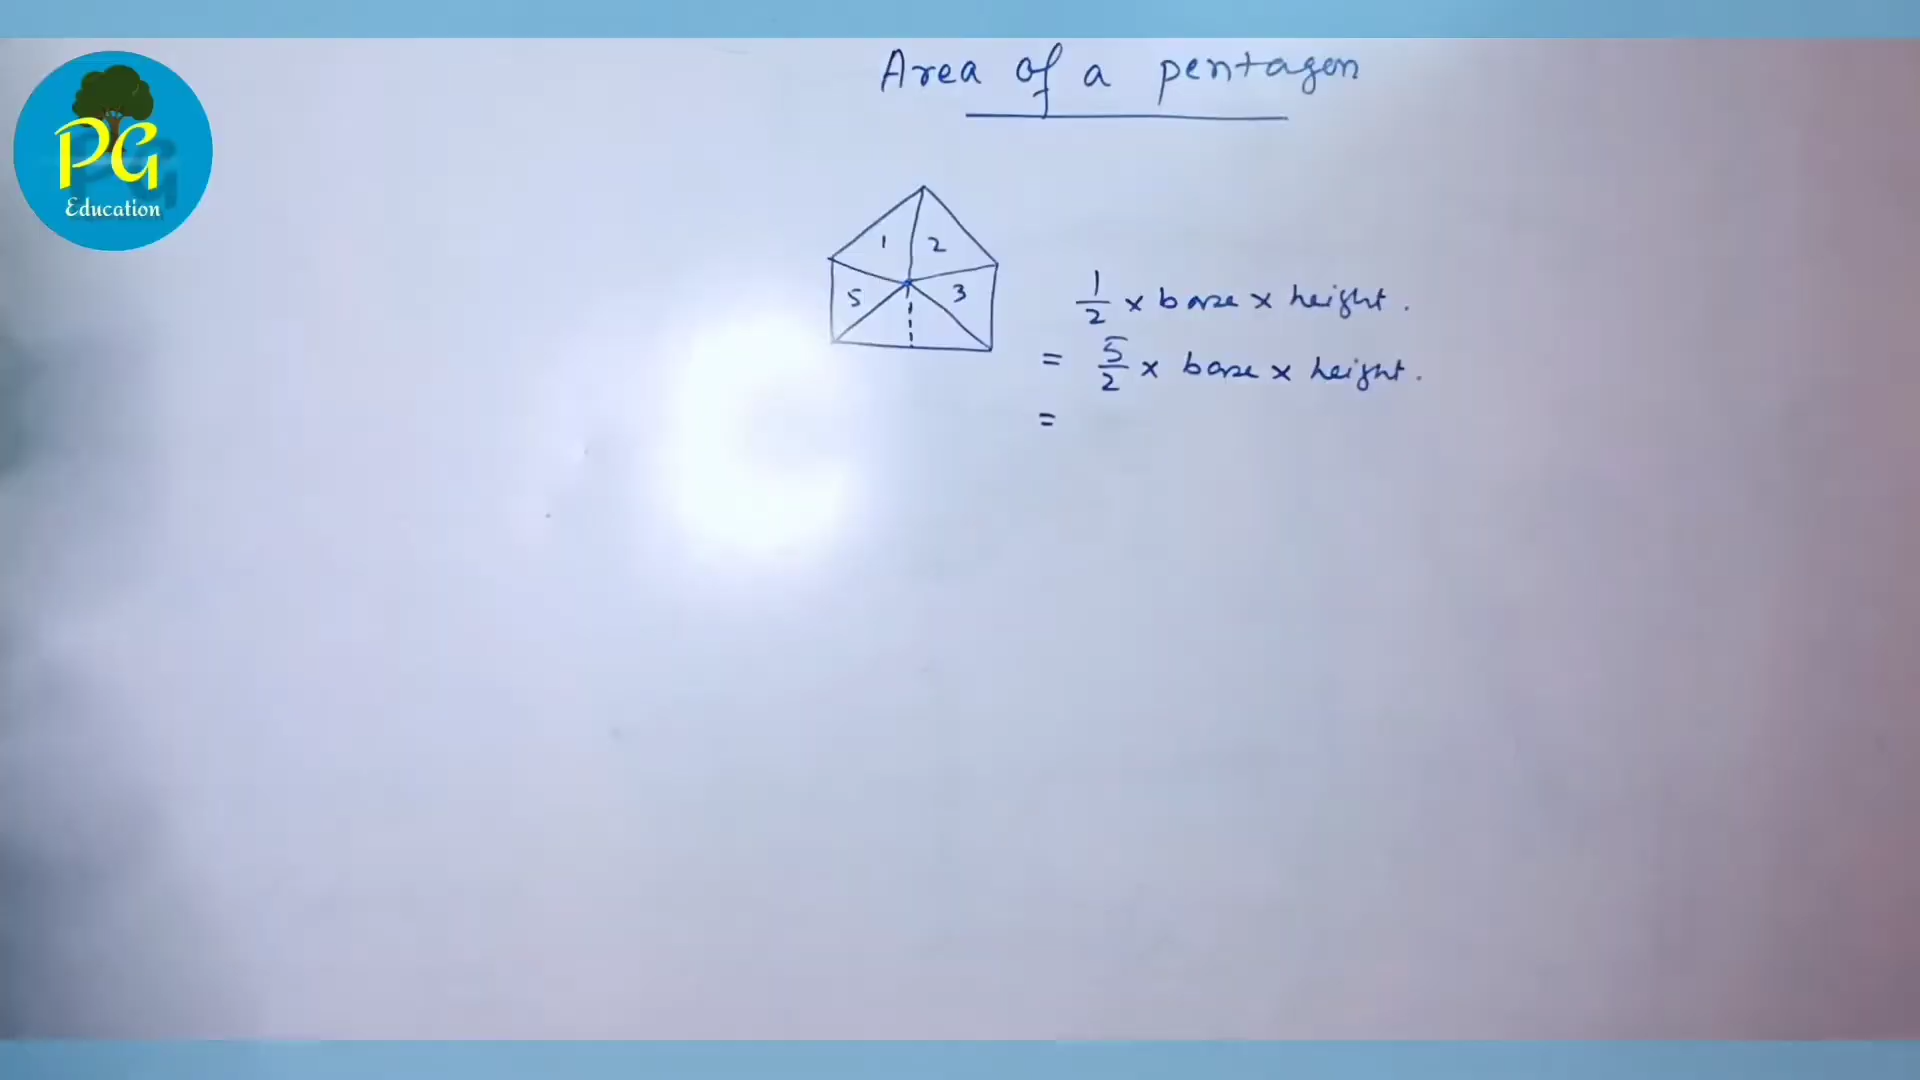 Area of a pentagon
PG
Education
1 2
5 3
1/2 × base × height.
= 5/2 × base × height.
=